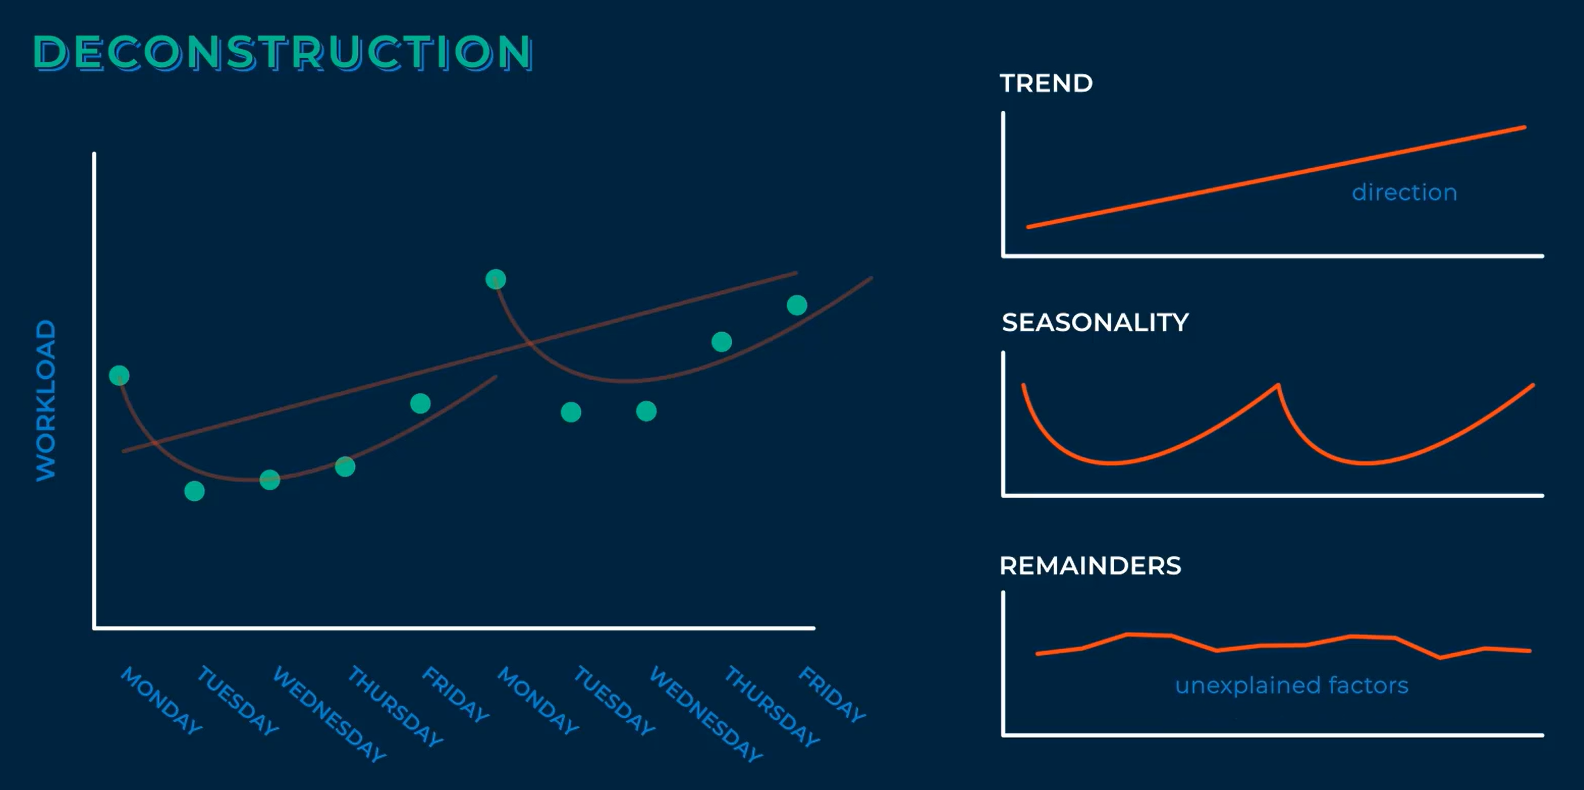 DECONSTRUCTION
WORKLOAD
MONDAY
TUESDAY
WEDNESDAY
THURSDAY
FRIDAY
MONDAY
TUESDAY
WEDNESDAY
THURSDAY
FRIDAY
TREND
direction
SEASONALITY
REMAINDERS
unexplained factors